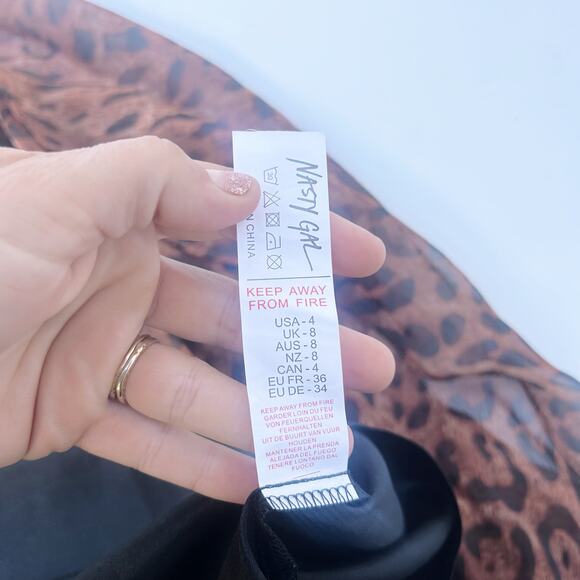 NASTY GAL
30
IN CHINA
KEEP AWAY
FROM FIRE
USA - 4
UK - 8
AUS - 8
NZ - 8
CAN - 4
EU FR - 36
EU DE - 34
KEEP AWAY FROM FIRE
GARDER LOIN DU FEU
VON FEUERQUELLEN
FERNHALTEN
UIT DE BUURT VAN VUUR
HOUDEN
MANTENER LA PRENDA
ALEJADA DEL FUEGO
TENERE LONTANO DAL
FUOCO